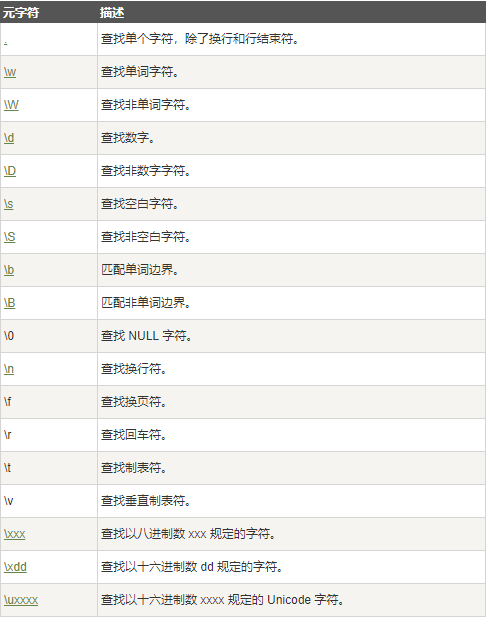 元字符 描述
. 查找单个字符，除了换行和行结束符。
\w 查找单词字符。
\W 查找非单词字符。
\d 查找数字。
\D 查找非数字字符。
\s 查找空白字符。
\S 查找非空白字符。
\b 匹配单词边界。
\B 匹配非单词边界。
\0 查找 NULL 字符。
\n 查找换行符。
\f 查找换页符。
\r 查找回车符。
\t 查找制表符。
\v 查找垂直制表符。
\xxx 查找以八进制数 xxx 规定的字符。
\xdd 查找以十六进制数 dd 规定的字符。
\uxxxx 查找以十六进制数 xxxx 规定的 Unicode 字符。